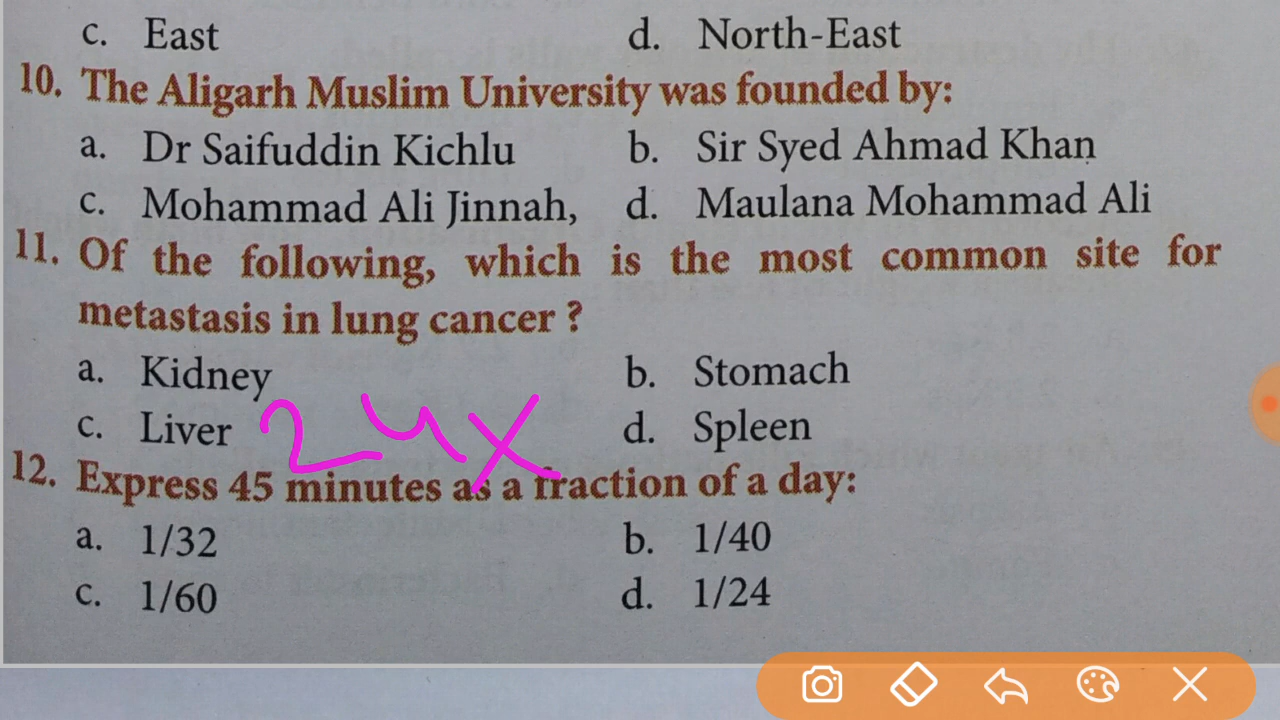 c. East d. North-East
10. The Aligarh Muslim University was founded by:
a. Dr Saifuddin Kichlu b. Sir Syed Ahmad Khan
c. Mohammad Ali Jinnah, d. Maulana Mohammad Ali
11. Of the following, which is the most common site for
metastasis in lung cancer ?
a. Kidney b. Stomach
c. Liver d. Spleen
24x
12. Express 45 minutes as a fraction of a day:
a. 1/32 b. 1/40
c. 1/60 d. 1/24